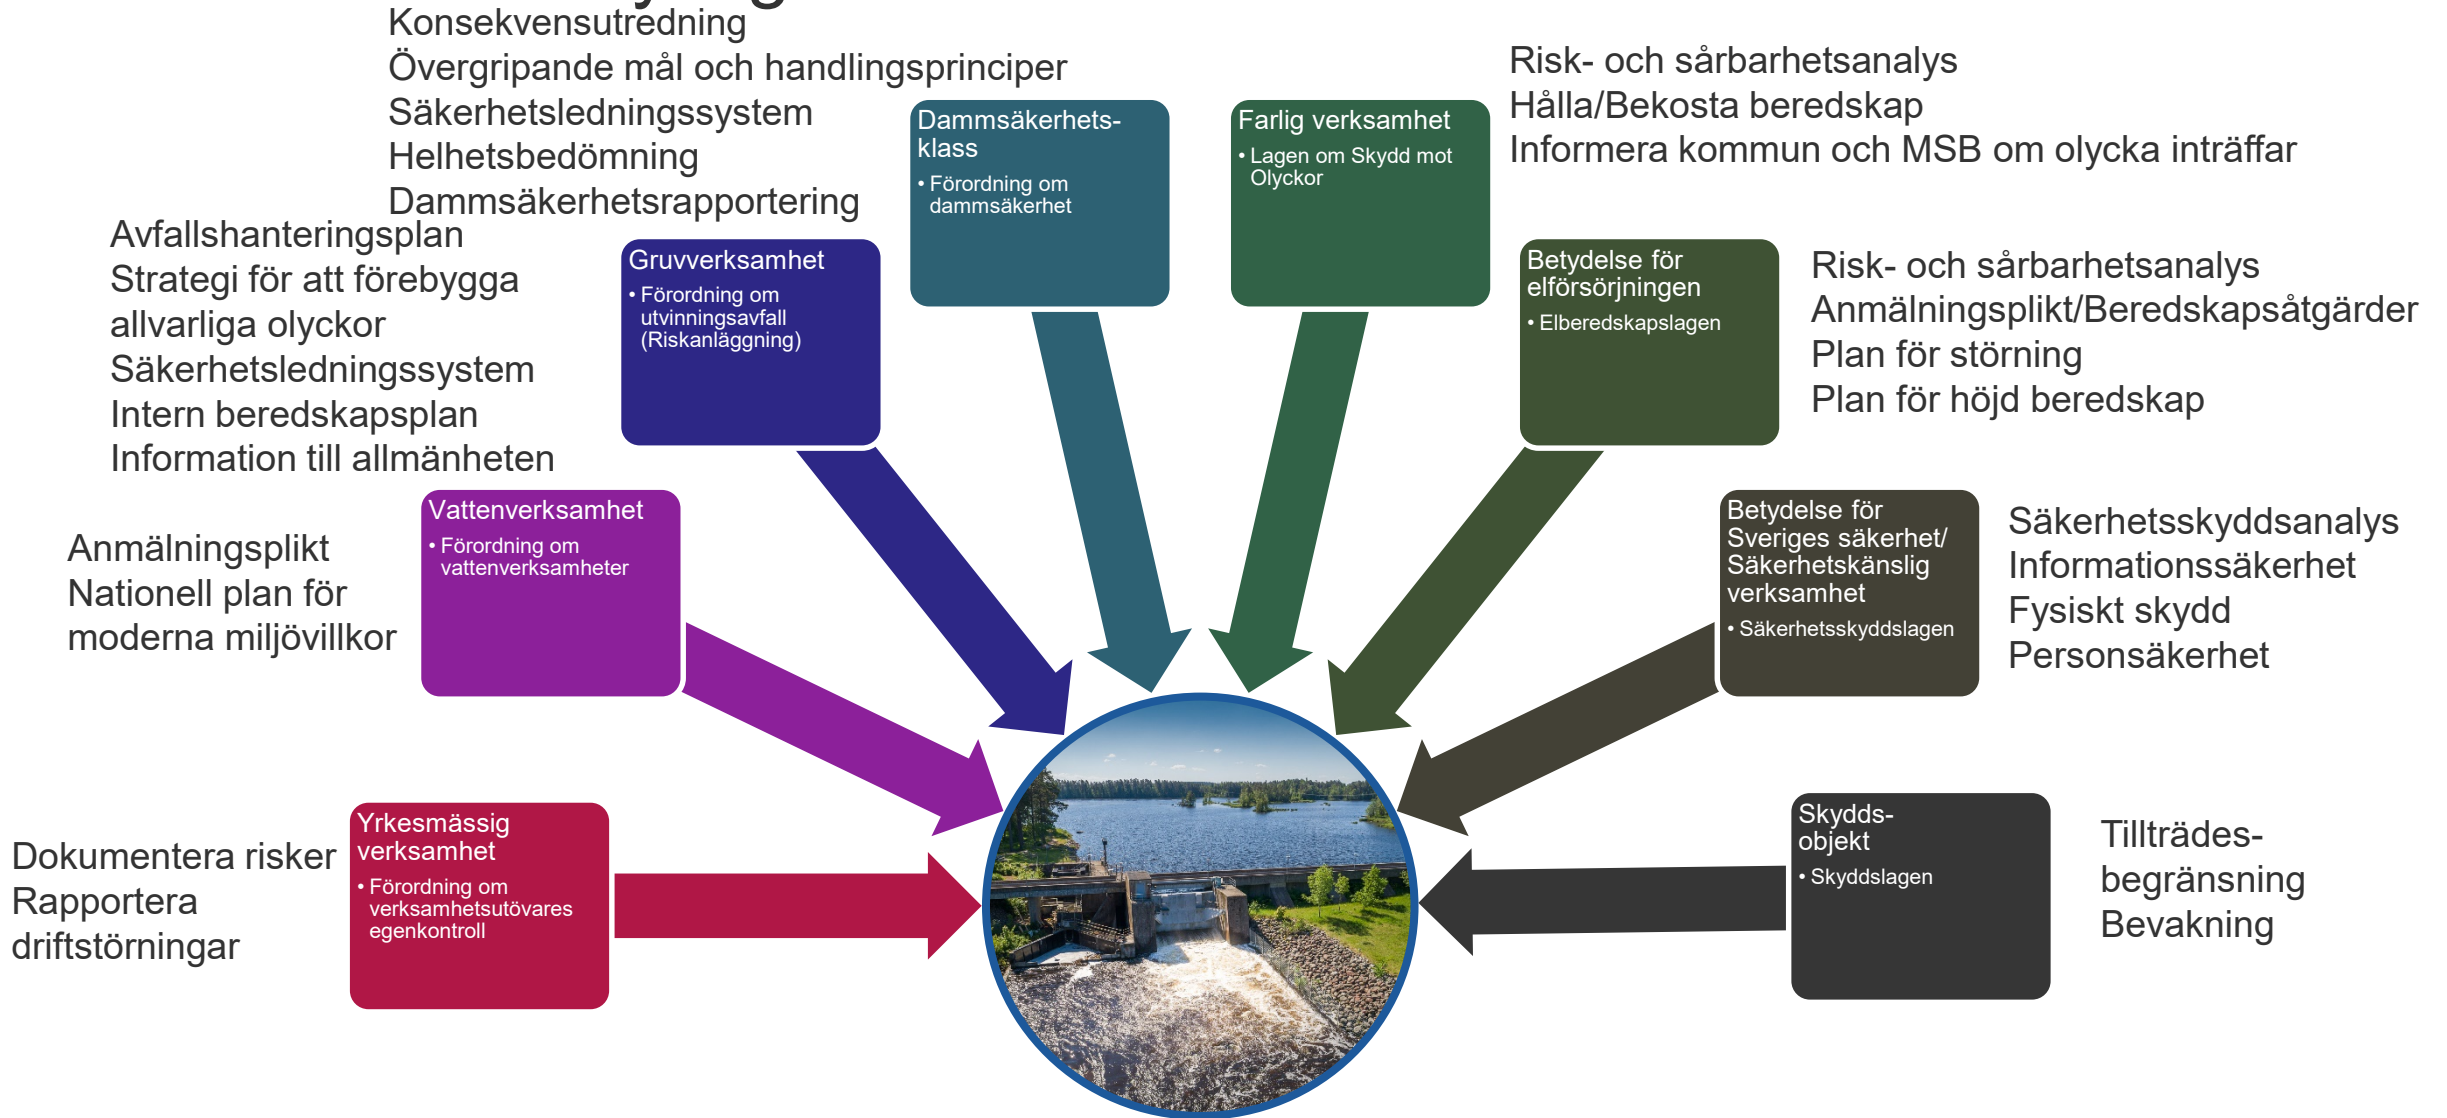 Konsekvensutredning
Övergripande mål och handlingsprinciper
Säkerhetsledningssystem
Helhetsbedömning
Dammsäkerhetsrapportering
Dammsäkerhets-
klass
• Förordning om
dammsäkerhet
Farlig verksamhet
• Lagen om Skydd mot
Olyckor
Risk- och sårbarhetsanalys
Hålla/Bekosta beredskap
Informera kommun och MSB om olycka inträffar
Avfallshanteringsplan
Strategi för att förebygga
allvarliga olyckor
Säkerhetsledningssystem
Intern beredskapsplan
Information till allmänheten
Gruvverksamhet
• Förordning om
utvinningsavfall
(Riskanläggning)
Betydelse för
elförsörjningen
• Elberedskapslagen
Risk- och sårbarhetsanalys
Anmälningsplikt/Beredskapsåtgärder
Plan för störning
Plan för höjd beredskap
Anmälningsplikt
Nationell plan för
moderna miljövillkor
Vattenverksamhet
• Förordning om
vattenverksamheter
Betydelse för
Sveriges säkerhet/
Säkerhetskänslig
verksamhet
• Säkerhetsskyddslagen
Säkerhetsskyddsanalys
Informationssäkerhet
Fysiskt skydd
Personsäkerhet
Dokumentera risker
Rapportera
driftstörningar
Yrkesmässig
verksamhet
• Förordning om
verksamhetsutövares
egenkontroll
Skydds-
objekt
• Skyddslagen
Tillträdes-
begränsning
Bevakning